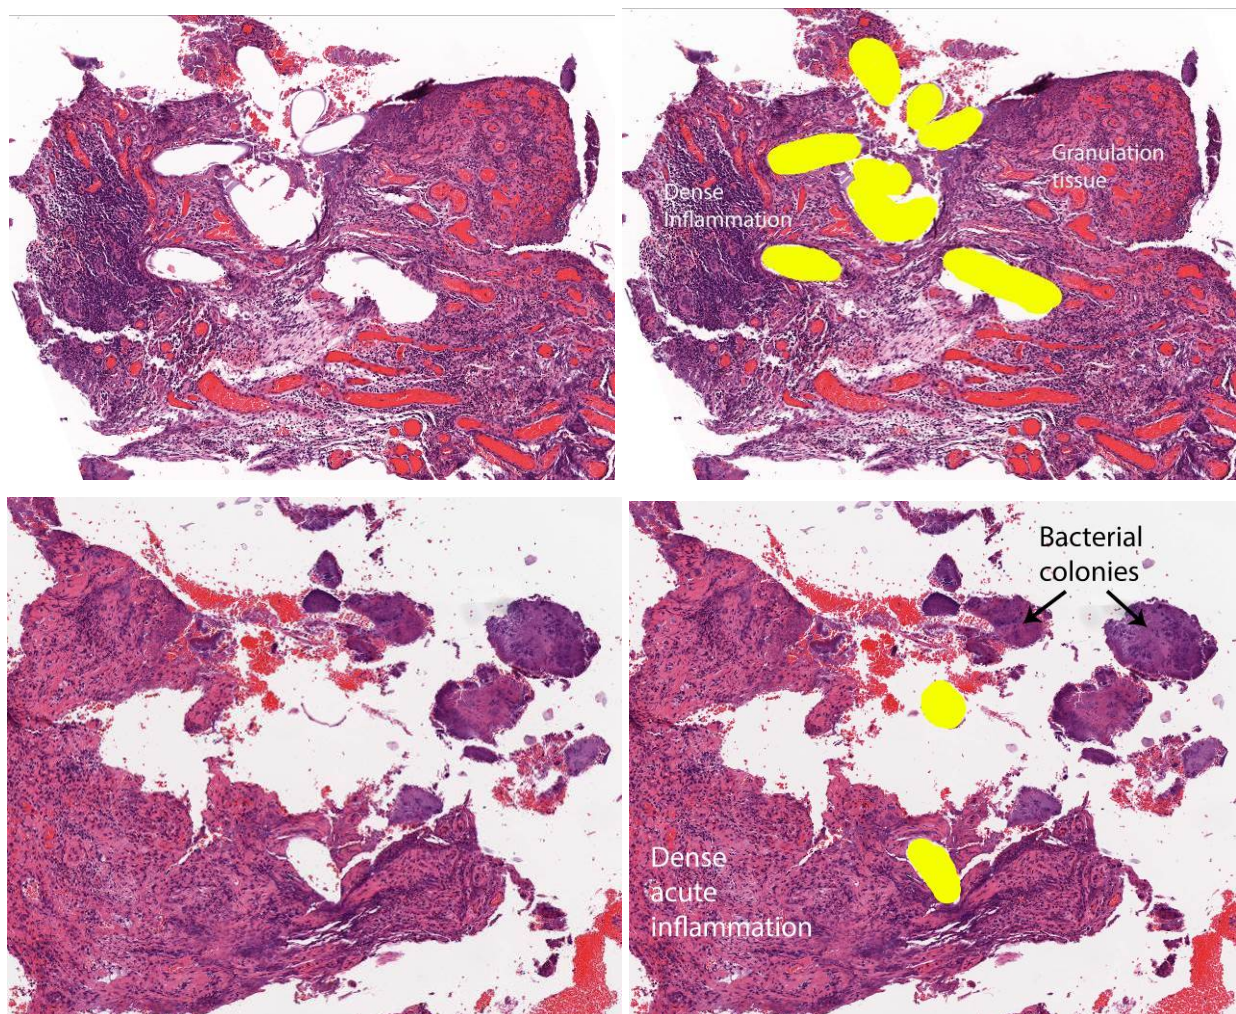 Granulation
tissue
Dense
Inflammation
Bacterial
colonies
Dense
acute
inflammation